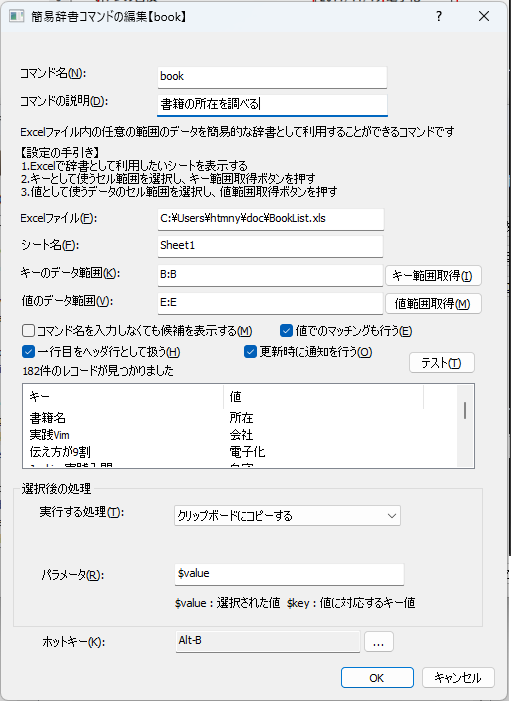 簡易辞書コマンドの編集【book】
コマンド名(N):
book
コマンドの説明(D):
書籍の所在を調べる
Excelファイル内の任意の範囲のデータを簡易的な辞書として利用することができるコマンドです
【設定の手引き】
1.Excelで辞書として利用したいシートを表示する
2.キーとして使うセル範囲を選択し、キー範囲取得ボタンを押す
3.値として使うデータのセル範囲を選択し、値範囲取得ボタンを押す
Excelファイル(F):
C:¥Users¥htmny¥doc¥BookList.xls
シート名(F):
Sheet1
キーのデータ範囲(K):
B:B
キー範囲取得(I)
値のデータ範囲(V):
E:E
値範囲取得(M)
コマンド名を入力しなくても候補を表示する(M)
値でのマッチングも行う(E)
一行目をヘッダ行として扱う(H)
更新時に通知を行う(O)
テスト(T)
182件のレコードが見つかりました
キー 値
書籍名 所在
実践Vim 会社
伝え方が9割 電子化
選択後の処理
実行する処理(T):
クリップボードにコピーする
パラメータ(R):
$value
$value : 選択された値 $key : 値に対応するキー値
ホットキー(K):
Alt-B
...
OK
キャンセル